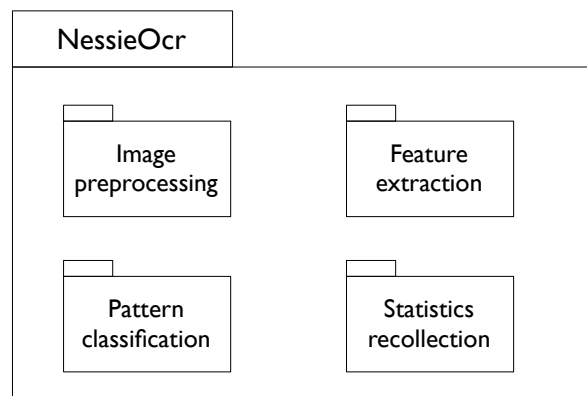 NessieOcr
Image
preprocessing
Feature
extraction
Pattern
classification
Statistics
recollection